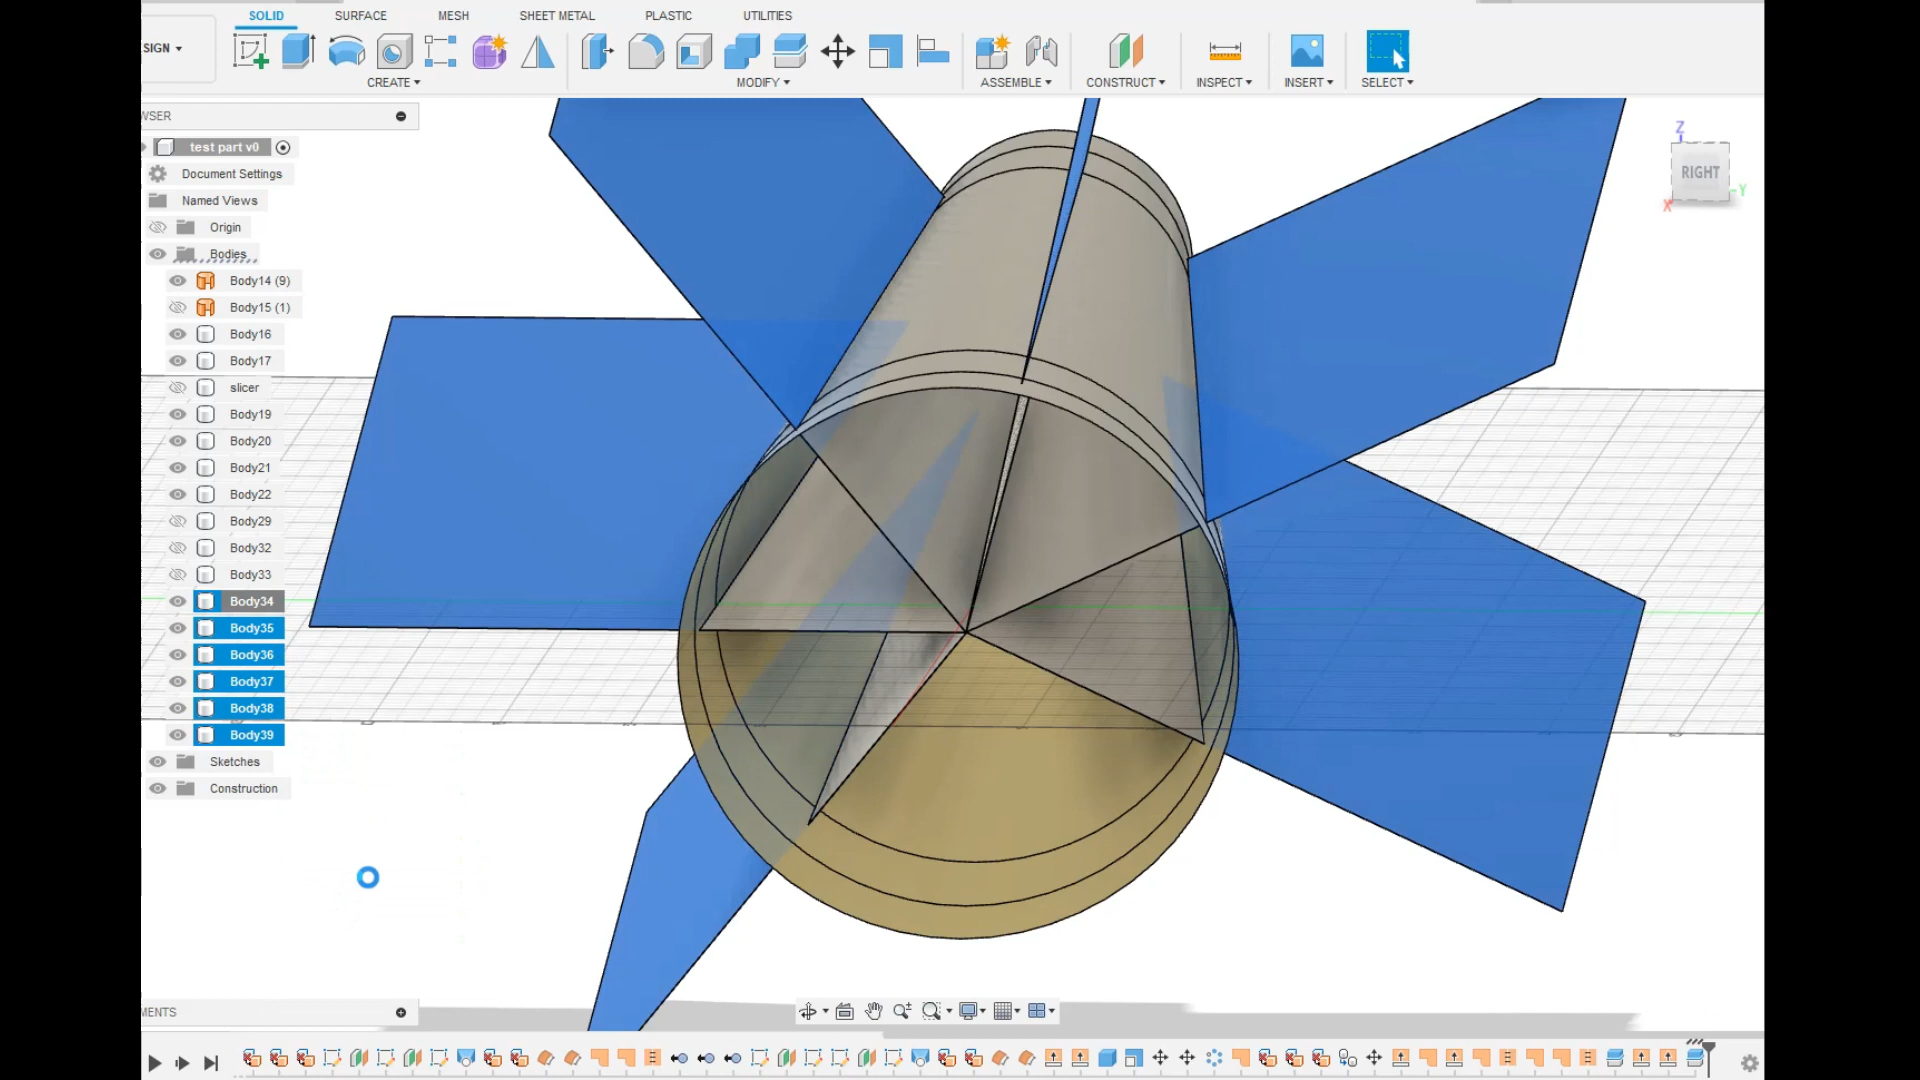 SOLID SURFACE MESH SHEET METAL PLASTIC UTILITIES
SIGN
CREATE MODIFY ASSEMBLE CONSTRUCT INSPECT INSERT SELECT
WSER
test part v0
Document Settings
Named Views
Origin
Bodies
Body14 (9)
Body15 (1)
Body16
Body17
slicer
Body19
Body20
Body21
Body22
Body29
Body32
Body33
Body34
Body35
Body36
Body37
Body38
Body39
Sketches
Construction
Z
RIGHT
Y
X
MENTS